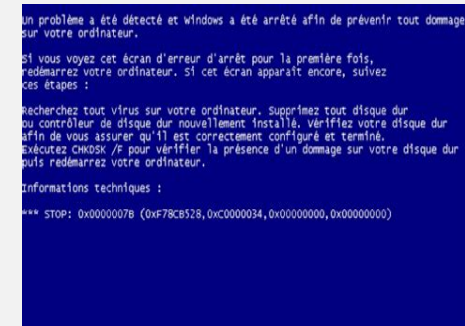 Un problème a été détecté et Windows a été arrêté afin de prévenir tout dommage
sur votre ordinateur.
Si vous voyez cet écran d'erreur d'arrêt pour la première fois,
redémarrez votre ordinateur. Si cet écran apparaît encore, suivez
ces étapes :
Recherchez tout virus sur votre ordinateur. Supprimez tout disque dur
ou contrôleur de disque dur nouvellement installé. Vérifiez votre disque dur
afin de vous assurer qu'il est correctement configuré et terminé.
Exécutez CHKDSK /F pour vérifier la présence d'un dommage sur votre disque dur
puis redémarrez votre ordinateur.
Informations techniques :
*** STOP: 0x0000007B (0xF78CB528,0xC0000034,0x00000000,0x00000000)